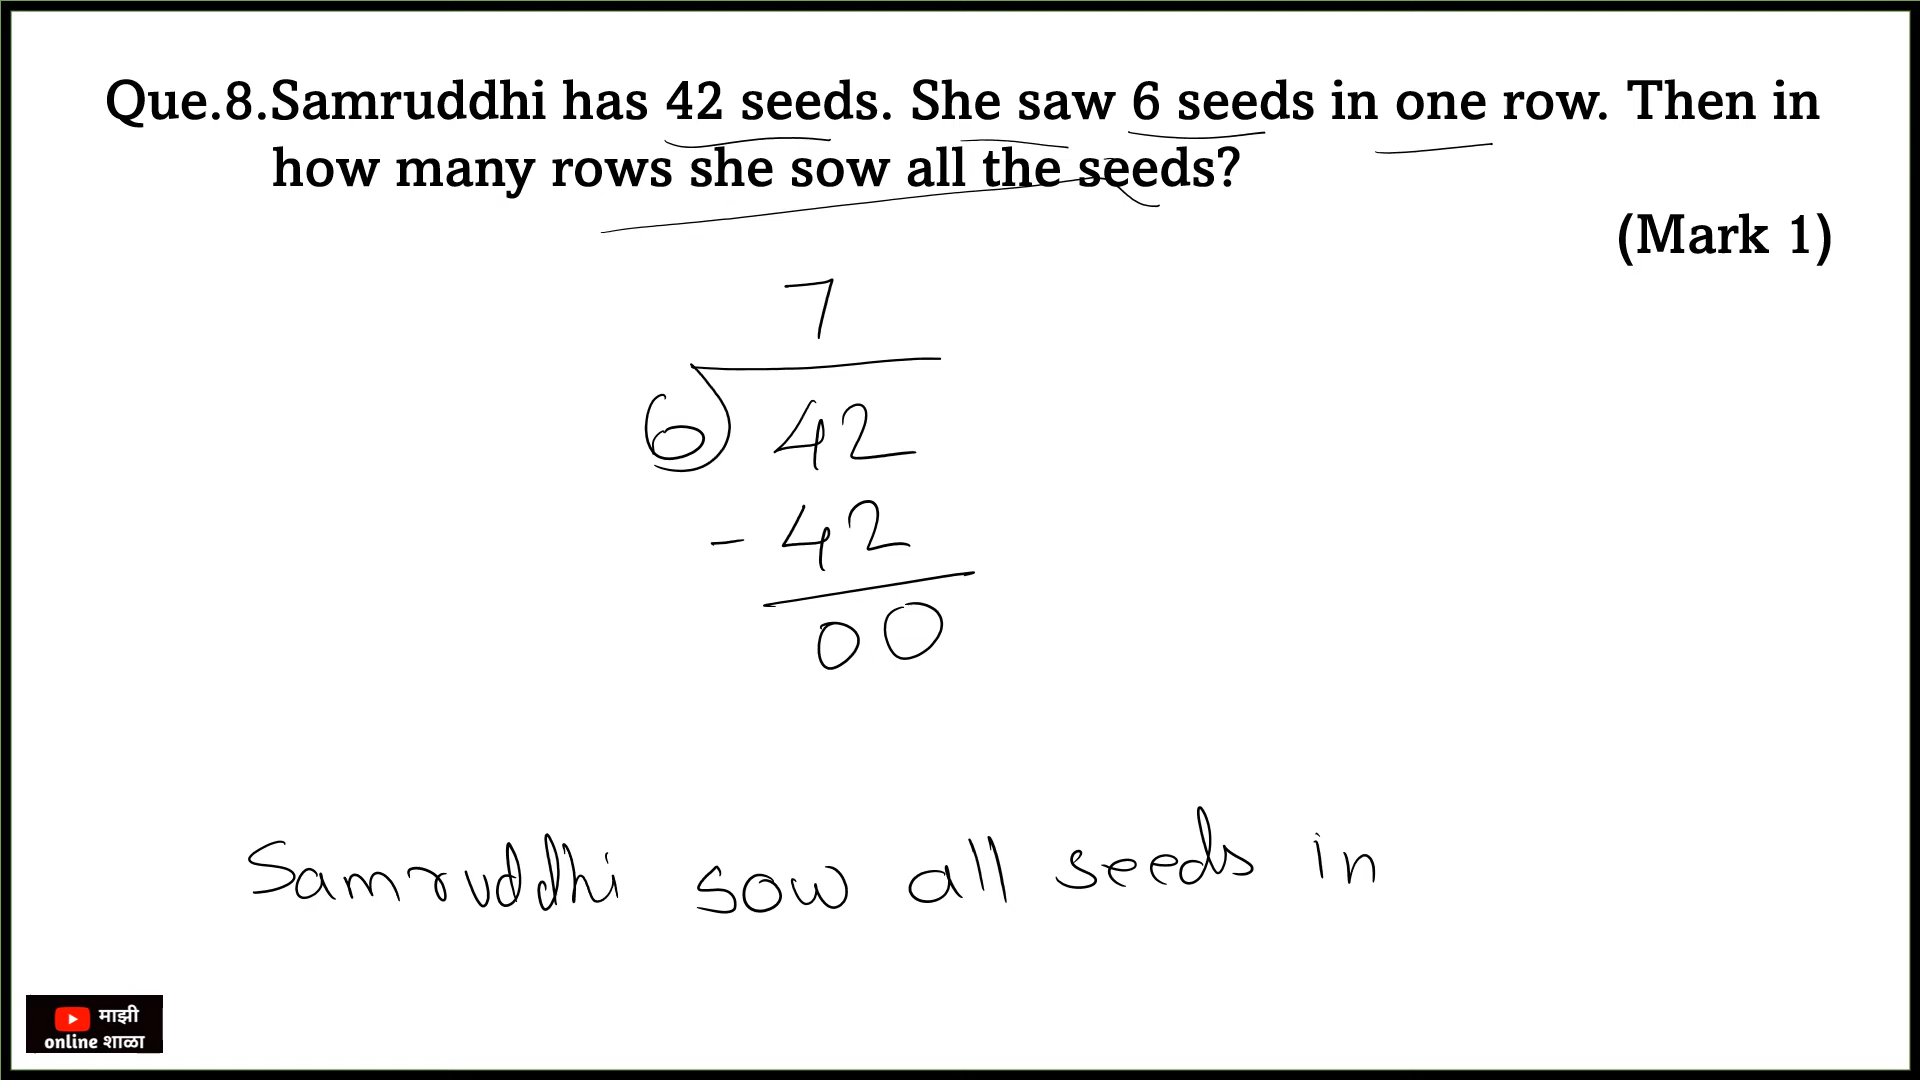 Que.8.Samruddhi has 42 seeds. She saw 6 seeds in one row. Then in
how many rows she sow all the seeds?
(Mark 1)
7
6) 42
- 42
00
Samruddhi sow all seeds in
माझी
online शाळा